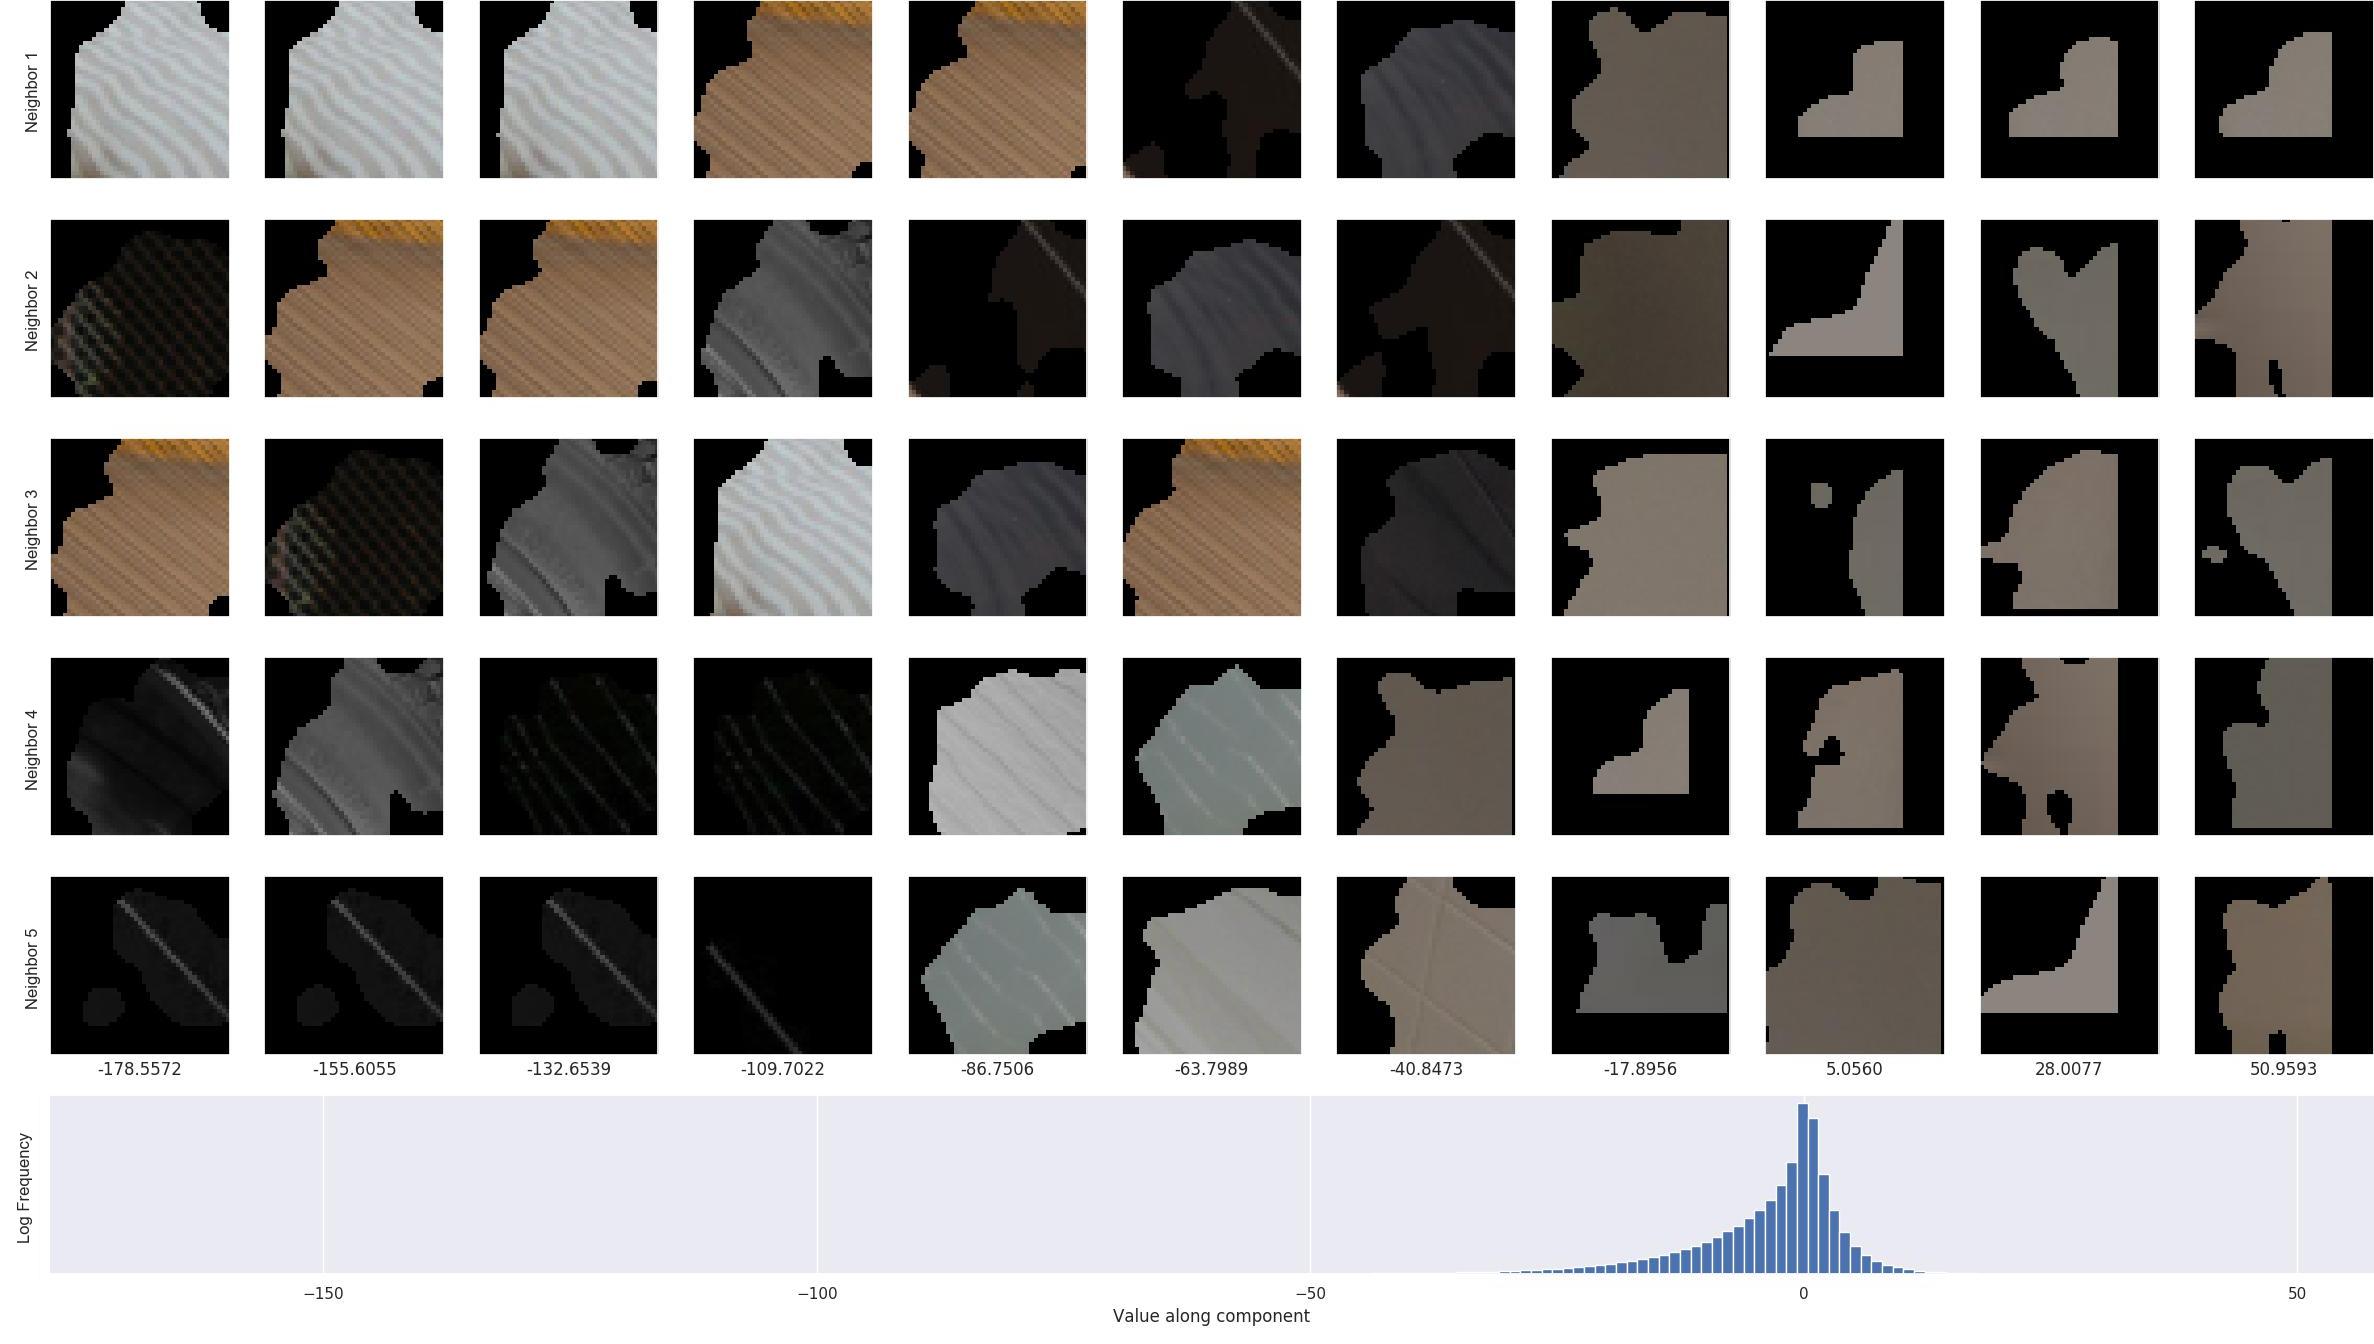 Neighbor 1
Neighbor 2
Neighbor 3
Neighbor 4
Neighbor 5
-178.5572 -155.6055 -132.6539 -109.7022 -86.7506 -63.7989 -40.8473 -17.8956 5.0560 28.0077 50.9593
Log Frequency
−150 −100 −50 0 50
Value along component